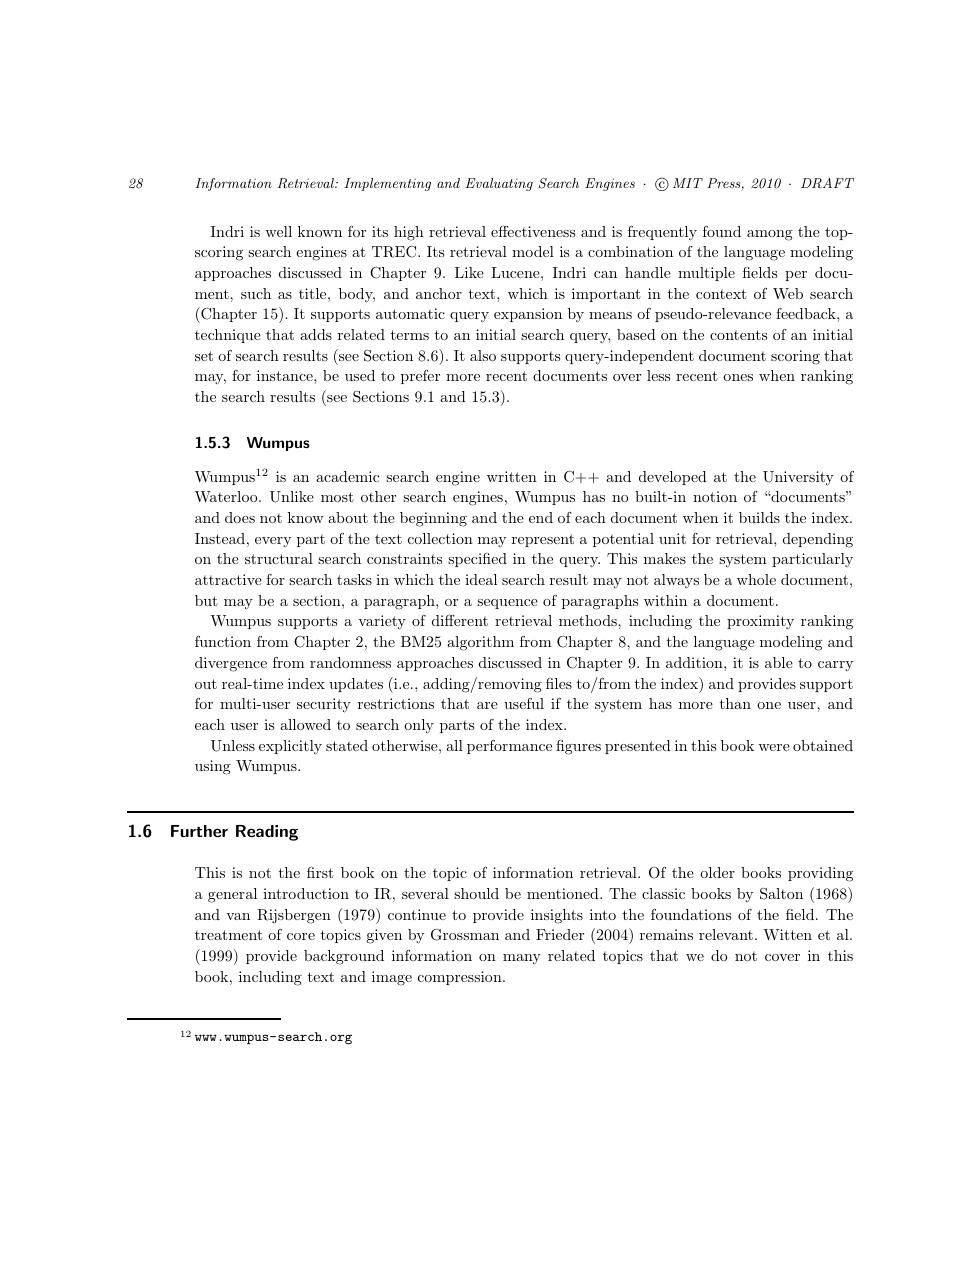 28 Information Retrieval: Implementing and Evaluating Search Engines · © MIT Press, 2010 · DRAFT
Indri is well known for its high retrieval effectiveness and is frequently found among the top-
scoring search engines at TREC. Its retrieval model is a combination of the language modeling
approaches discussed in Chapter 9. Like Lucene, Indri can handle multiple fields per docu-
ment, such as title, body, and anchor text, which is important in the context of Web search
(Chapter 15). It supports automatic query expansion by means of pseudo-relevance feedback, a
technique that adds related terms to an initial search query, based on the contents of an initial
set of search results (see Section 8.6). It also supports query-independent document scoring that
may, for instance, be used to prefer more recent documents over less recent ones when ranking
the search results (see Sections 9.1 and 15.3).
1.5.3 Wumpus
Wumpus12 is an academic search engine written in C++ and developed at the University of
Waterloo. Unlike most other search engines, Wumpus has no built-in notion of “documents”
and does not know about the beginning and the end of each document when it builds the index.
Instead, every part of the text collection may represent a potential unit for retrieval, depending
on the structural search constraints specified in the query. This makes the system particularly
attractive for search tasks in which the ideal search result may not always be a whole document,
but may be a section, a paragraph, or a sequence of paragraphs within a document.
Wumpus supports a variety of different retrieval methods, including the proximity ranking
function from Chapter 2, the BM25 algorithm from Chapter 8, and the language modeling and
divergence from randomness approaches discussed in Chapter 9. In addition, it is able to carry
out real-time index updates (i.e., adding/removing files to/from the index) and provides support
for multi-user security restrictions that are useful if the system has more than one user, and
each user is allowed to search only parts of the index.
Unless explicitly stated otherwise, all performance figures presented in this book were obtained
using Wumpus.
1.6 Further Reading
This is not the first book on the topic of information retrieval. Of the older books providing
a general introduction to IR, several should be mentioned. The classic books by Salton (1968)
and van Rijsbergen (1979) continue to provide insights into the foundations of the field. The
treatment of core topics given by Grossman and Frieder (2004) remains relevant. Witten et al.
(1999) provide background information on many related topics that we do not cover in this
book, including text and image compression.
12 www.wumpus-search.org